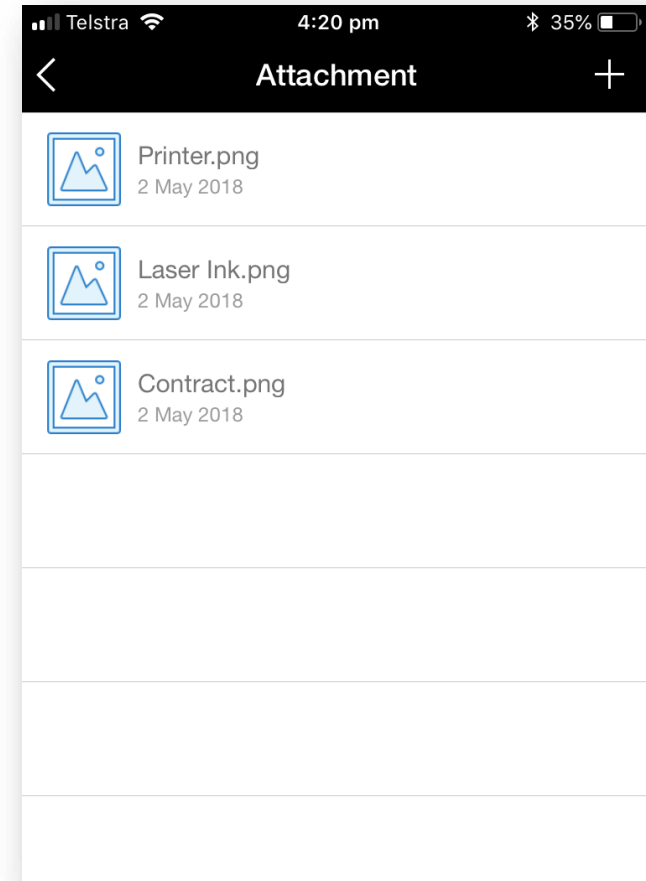 Telstra 4:20 pm 35%
Attachment
Printer.png
2 May 2018
Laser Ink.png
2 May 2018
Contract.png
2 May 2018